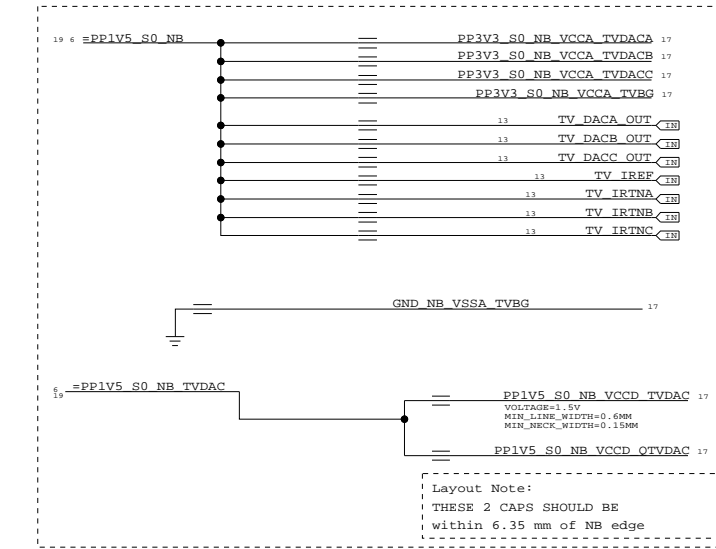 19 6 =PP1V5_S0_NB
PP3V3_S0_NB_VCCA_TVDACA 17
PP3V3_S0_NB_VCCA_TVDACB 17
PP3V3_S0_NB_VCCA_TVDACC 17
PP3V3_S0_NB_VCCA_TVBG 17
13 TV_DACA_OUT IN
13 TV_DACB_OUT IN
13 TV_DACC_OUT IN
13 TV_IREF IN
13 TV_IRTNA IN
13 TV_IRTNB IN
13 TV_IRTNC IN
GND_NB_VSSA_TVBG 17
6 =PP1V5_S0_NB_TVDAC
19
PP1V5_S0_NB_VCCD_TVDAC 17
VOLTAGE=1.5V
MIN_LINE_WIDTH=0.6MM
MIN_NECK_WIDTH=0.15MM
PP1V5_S0_NB_VCCD_QTVDAC 17
Layout Note:
THESE 2 CAPS SHOULD BE
within 6.35 mm of NB edge